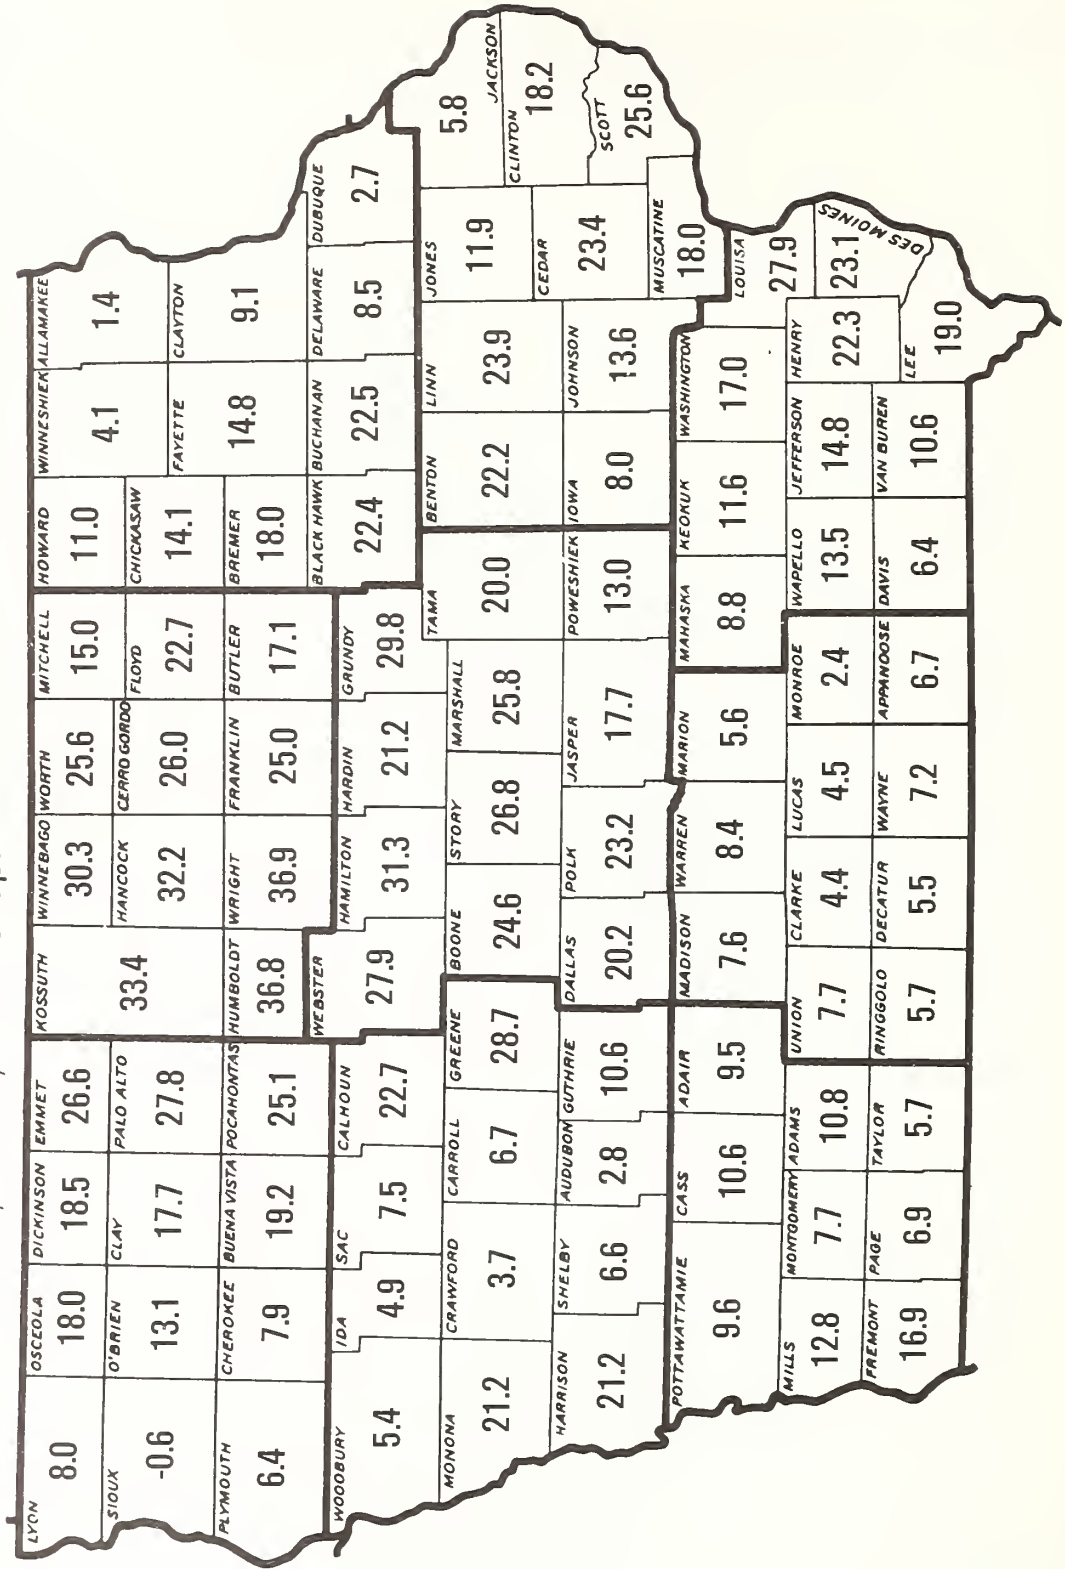 LYON
8.0
OSCEOLA
18.0
DICKINSON
18.5
EMMET
26.6
KOSSUTH
33.4
WINNEBAGO
30.3
WORTH
25.6
MITCHELL
15.0
HOWARD
11.0
WINNESHIEK
4.1
ALLAMAKEE
1.4
SIOUX
-0.6
O'BRIEN
13.1
CLAY
17.7
PALO ALTO
27.8
HANCOCK
32.2
CERRO GORDO
26.0
FLOYD
22.7
CHICKASAW
14.1
FAYETTE
14.8
CLAYTON
9.1
PLYMOUTH
6.4
CHEROKEE
7.9
BUENA VISTA
19.2
POCAHONTAS
25.1
HUMBOLDT
36.8
WRIGHT
36.9
FRANKLIN
25.0
BUTLER
17.1
BREMER
18.0
BLACK HAWK
22.4
BUCHANAN
22.5
DELAWARE
8.5
DUBUQUE
2.7
WOODBURY
5.4
IDA
4.9
SAC
7.5
CALHOUN
22.7
WEBSTER
27.9
HAMILTON
31.3
HARDIN
21.2
GRUNDY
29.8
TAMA
20.0
BENTON
22.2
LINN
23.9
JONES
11.9
JACKSON
5.8
MONONA
21.2
CRAWFORD
3.7
CARROLL
6.7
GREENE
28.7
BOONE
24.6
STORY
26.8
MARSHALL
25.8
CEDAR
23.4
CLINTON
18.2
SCOTT
25.6
HARRISON
21.2
SHELBY
6.6
AUDUBON
2.8
GUTHRIE
10.6
DALLAS
20.2
POLK
23.2
JASPER
17.7
POWESHIEK
13.0
IOWA
8.0
JOHNSON
13.6
MUSCATINE
18.0
POTTAWATTAMIE
9.6
CASS
10.6
ADAIR
9.5
MADISON
7.6
WARREN
8.4
MARION
5.6
MAHASKA
8.8
KEOKUK
11.6
WASHINGTON
17.0
LOUISA
27.9
MILLS
12.8
MONTGOMERY
7.7
ADAMS
10.8
UNION
7.7
CLARKE
4.4
LUCAS
4.5
MONROE
2.4
WAPELLO
13.5
JEFFERSON
14.8
HENRY
22.3
DES MOINES
23.1
FREMONT
16.9
PAGE
6.9
TAYLOR
5.7
RINGGOLD
5.7
DECATUR
5.5
WAYNE
7.2
APPANOOSE
6.7
DAVIS
6.4
VAN BUREN
10.6
LEE
19.0